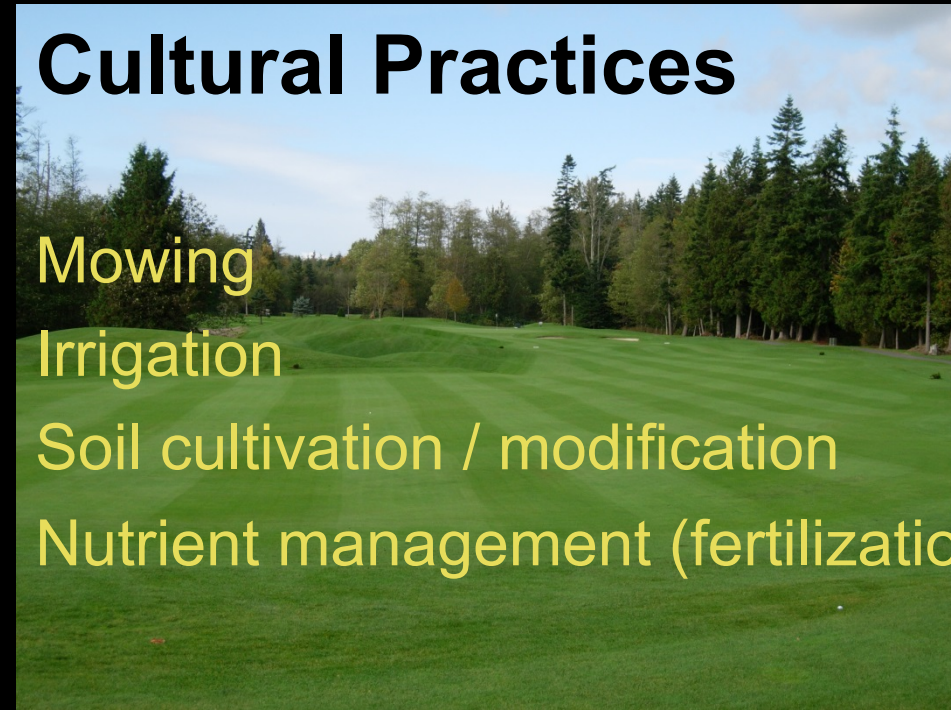 Cultural Practices
Mowing
Irrigation
Soil cultivation / modification
Nutrient management (fertilizatio